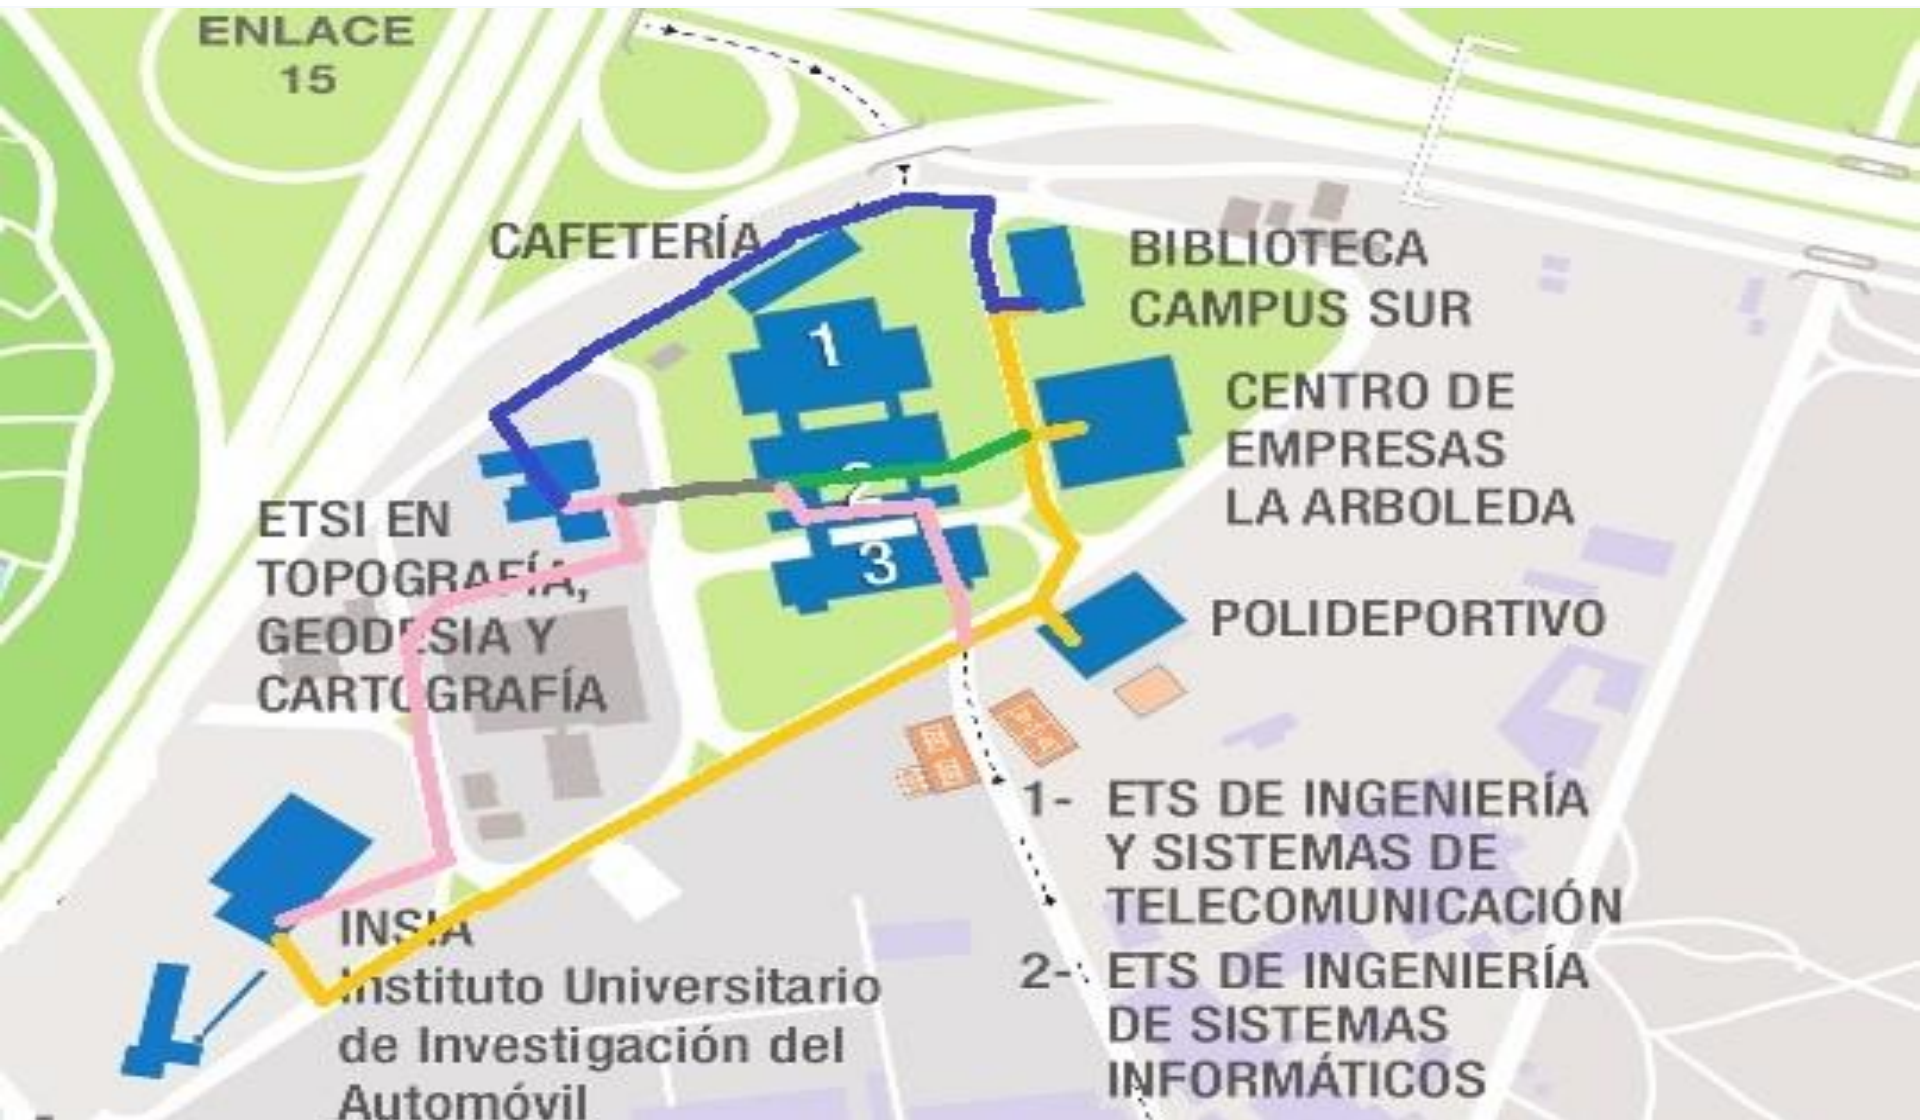 ENLACE
15
CAFETERÍA
BIBLIOTECA
CAMPUS SUR
1
CENTRO DE
EMPRESAS
LA ARBOLEDA
2
ETSI EN
TOPOGRAFÍA,
GEODESIA Y
CARTOGRAFÍA
3
POLIDEPORTIVO
1- ETS DE INGENIERÍA
Y SISTEMAS DE
TELECOMUNICACIÓN
2- ETS DE INGENIERÍA
DE SISTEMAS
INFORMÁTICOS
INSIA
Instituto Universitario
de Investigación del
Automóvil